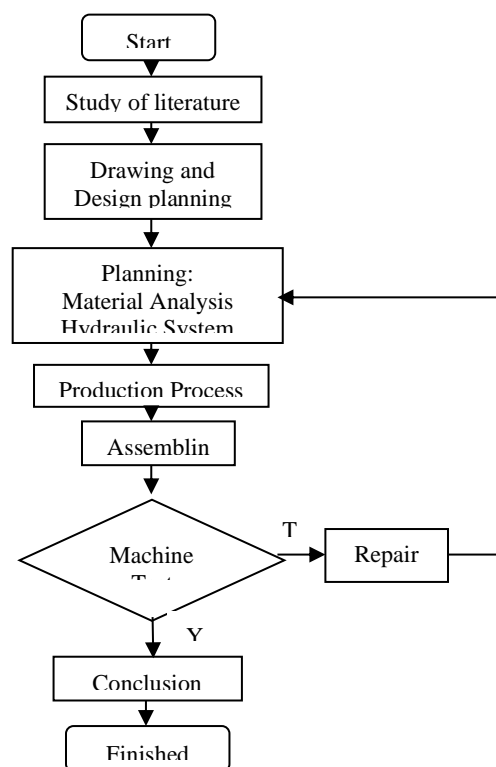 Start
Study of literature
Drawing and
Design planning
Planning:
Material Analysis
Hydraulic System
Production Process
Assemblin
Machine
T
Repair
Y
Conclusion
Finished